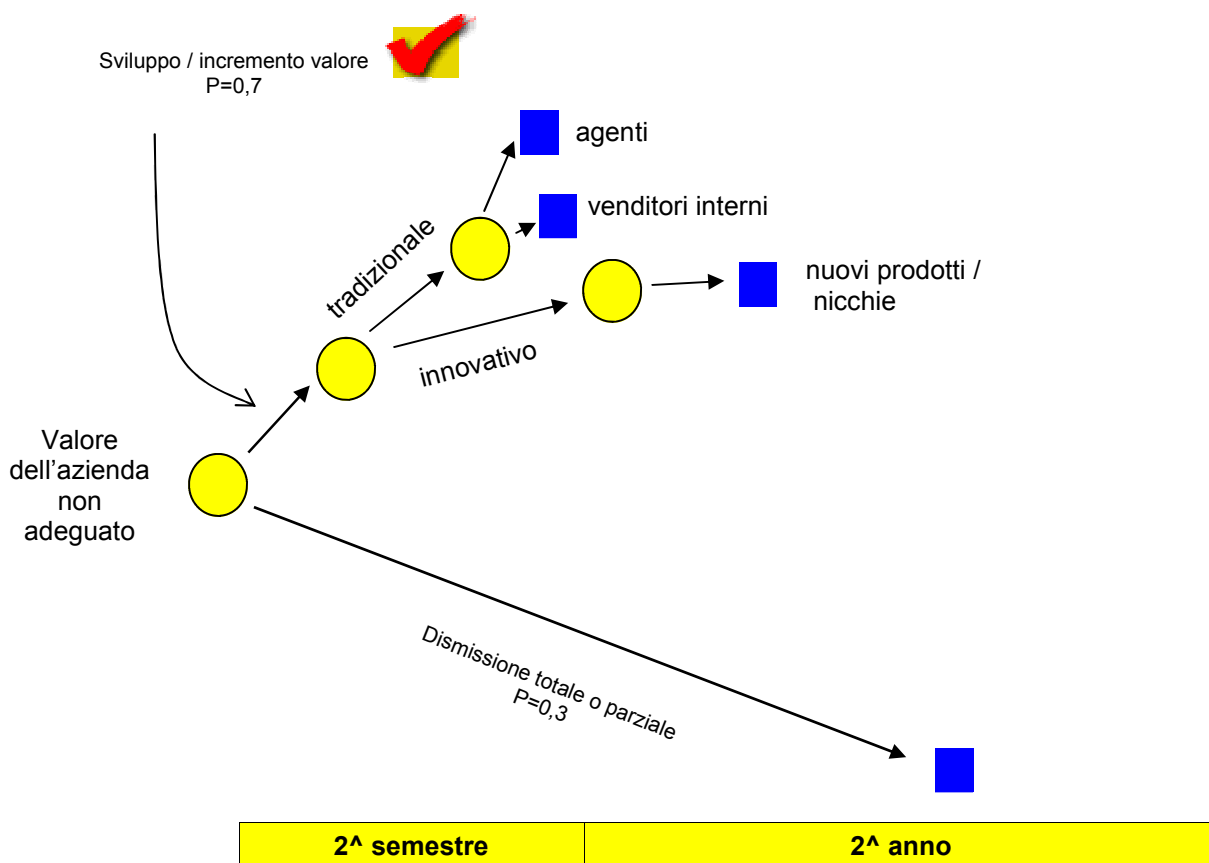 Sviluppo / incremento valore
P=0,7
agenti
venditori interni
tradizionale
nuovi prodotti /
nicchie
innovativo
Valore
dell’azienda
non
adeguato
Dismissione totale o parziale
P=0,3
2^ semestre
2^ anno